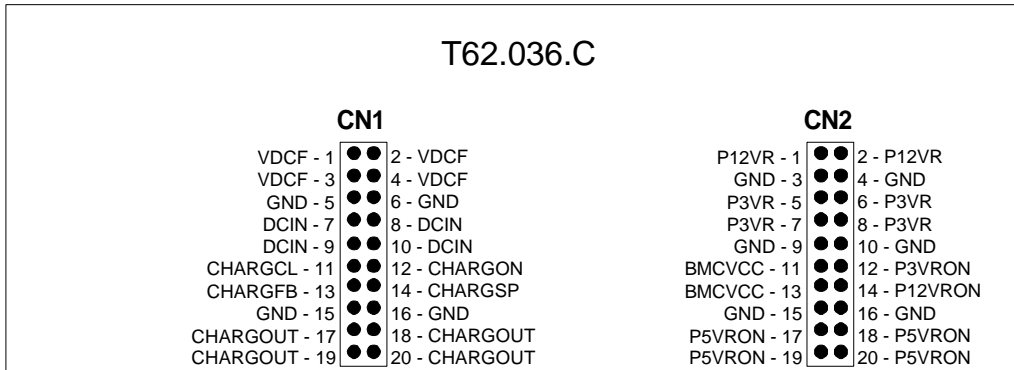 T62.036.C
CN1
VDCF - 1 2 - VDCF
VDCF - 3 4 - VDCF
GND - 5 6 - GND
DCIN - 7 8 - DCIN
DCIN - 9 10 - DCIN
CHARGCL - 11 12 - CHARGON
CHARGFB - 13 14 - CHARGSP
GND - 15 16 - GND
CHARGOUT - 17 18 - CHARGOUT
CHARGOUT - 19 20 - CHARGOUT
CN2
P12VR - 1 2 - P12VR
GND - 3 4 - GND
P3VR - 5 6 - P3VR
P3VR - 7 8 - P3VR
GND - 9 10 - GND
BMCVCC - 11 12 - P3VRON
BMCVCC - 13 14 - P12VRON
GND - 15 16 - GND
P5VRON - 17 18 - P5VRON
P5VRON - 19 20 - P5VRON